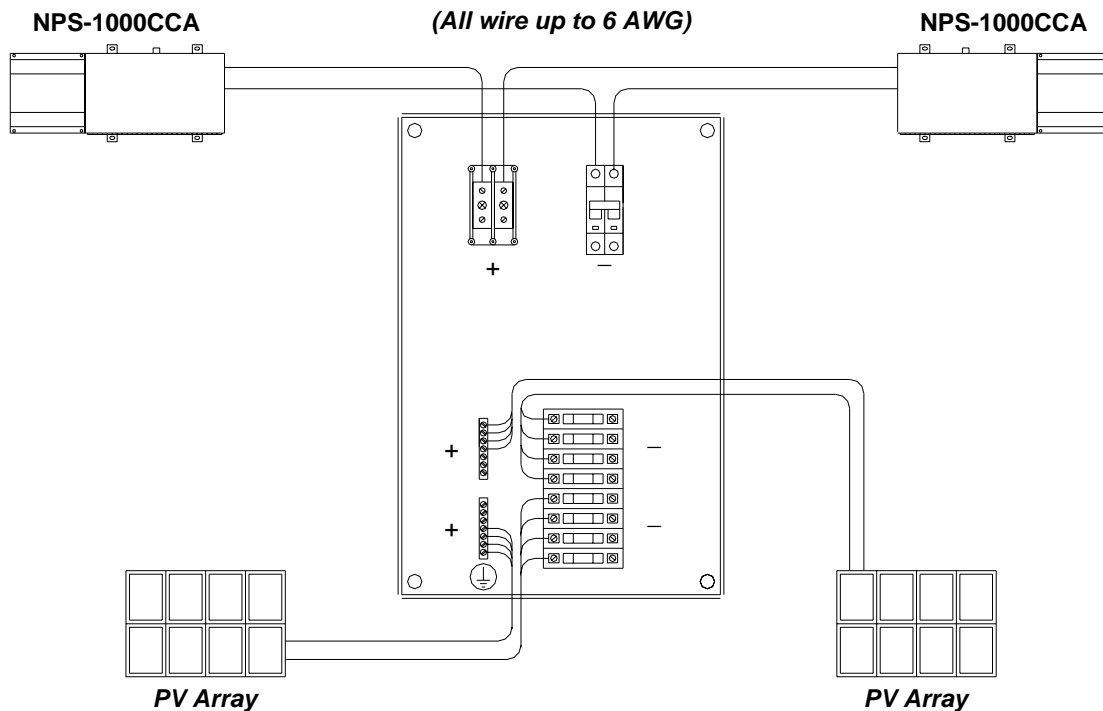 NPS-1000CCA
(All wire up to 6 AWG)
NPS-1000CCA
+
–
+
–
+
–
PV Array
PV Array